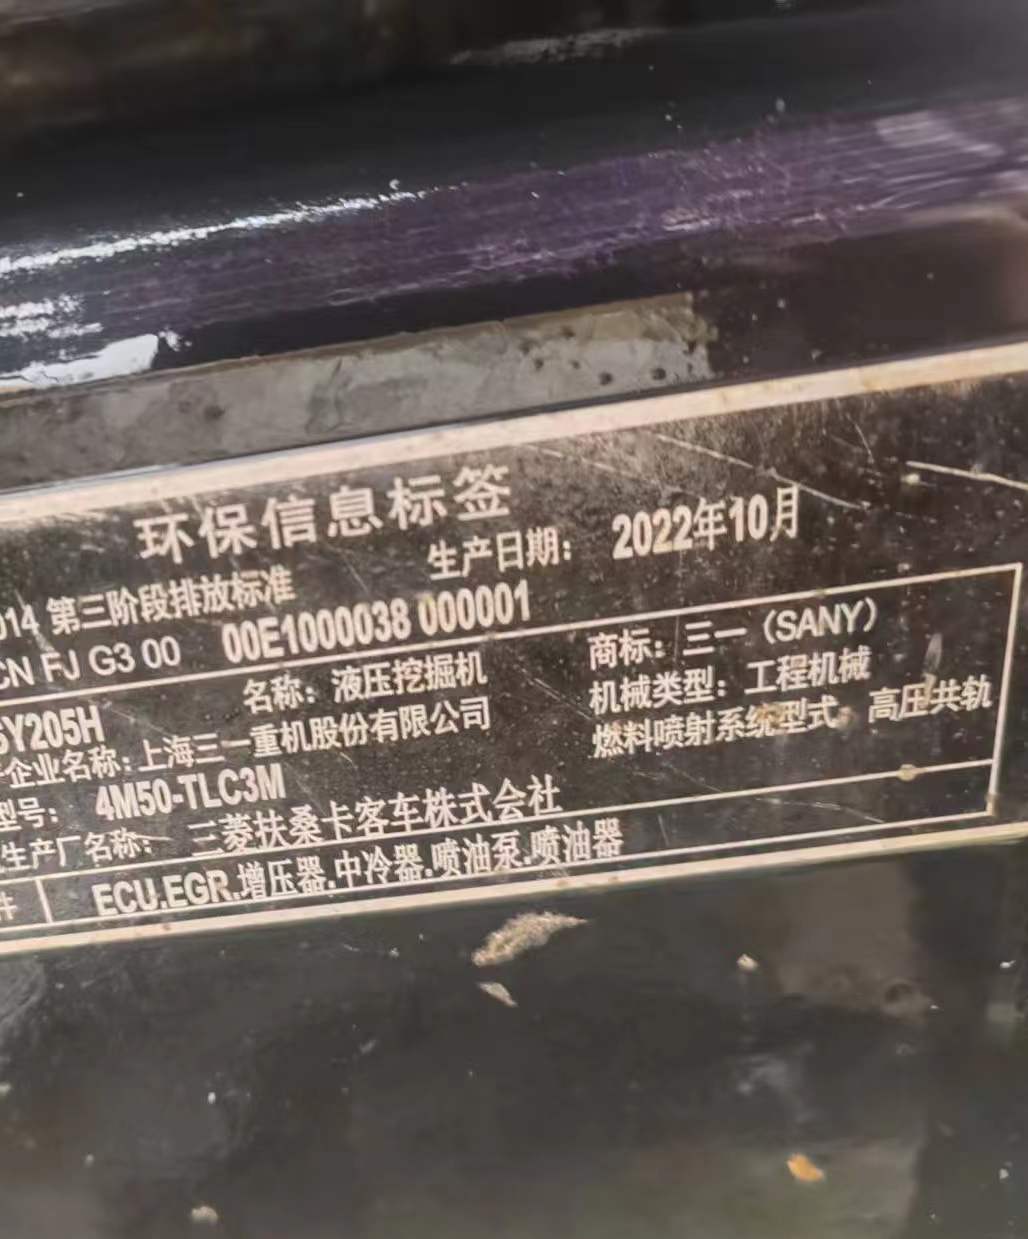 环保信息标签
生产日期： 2022年10月
014 第三阶段排放标准
CN FJ G3 00 00E1000038 000001
SY205H 名称：液压挖掘机 商标：三一（SANY）
企业名称：上海三一重机股份有限公司 机械类型：工程机械
型号： 4M50-TLC3M 燃料喷射系统型式： 高压共轨
生产厂名称： 三菱扶桑卡客车株式会社
件 ECU.EGR.增压器.中冷器.喷油泵.喷油器